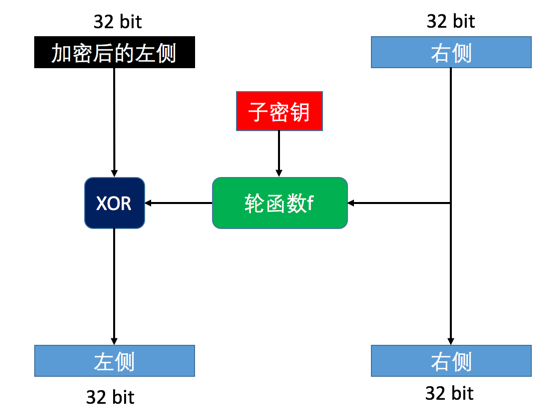 32 bit
32 bit
加密后的左侧
右侧
子密钥
XOR
轮函数f
左侧
右侧
32 bit
32 bit